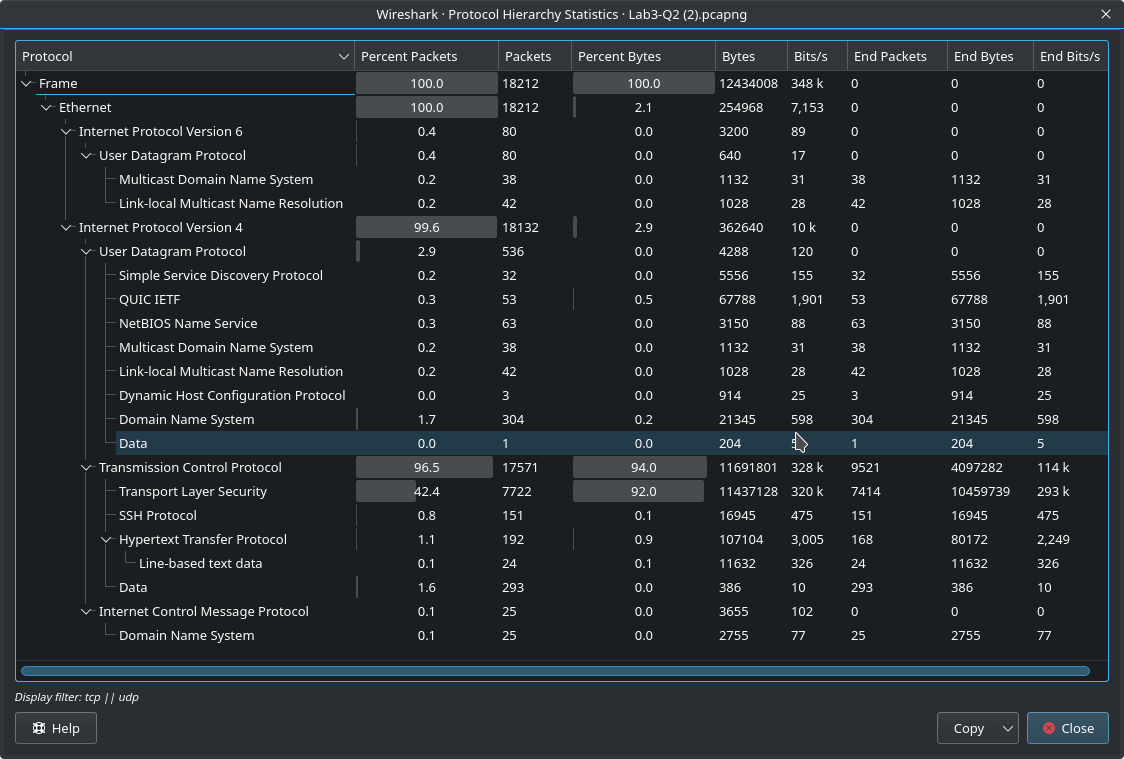 Wireshark · Protocol Hierarchy Statistics · Lab3-Q2 (2).pcapng
Protocol Percent Packets Packets Percent Bytes Bytes Bits/s End Packets End Bytes End Bits/s
Frame 100.0 18212 100.0 12434008 348 k 0 0 0
Ethernet 100.0 18212 2.1 254968 7,153 0 0 0
Internet Protocol Version 6 0.4 80 0.0 3200 89 0 0 0
User Datagram Protocol 0.4 80 0.0 640 17 0 0 0
Multicast Domain Name System 0.2 38 0.0 1132 31 38 1132 31
Link-local Multicast Name Resolution 0.2 42 0.0 1028 28 42 1028 28
Internet Protocol Version 4 99.6 18132 2.9 362640 10 k 0 0 0
User Datagram Protocol 2.9 536 0.0 4288 120 0 0 0
Simple Service Discovery Protocol 0.2 32 0.0 5556 155 32 5556 155
QUIC IETF 0.3 53 0.5 67788 1,901 53 67788 1,901
NetBIOS Name Service 0.3 63 0.0 3150 88 63 3150 88
Multicast Domain Name System 0.2 38 0.0 1132 31 38 1132 31
Link-local Multicast Name Resolution 0.2 42 0.0 1028 28 42 1028 28
Dynamic Host Configuration Protocol 0.0 3 0.0 914 25 3 914 25
Domain Name System 1.7 304 0.2 21345 598 304 21345 598
Data 0.0 1 0.0 204 1 204 5
Transmission Control Protocol 96.5 17571 94.0 11691801 328 k 9521 4097282 114 k
Transport Layer Security 42.4 7722 92.0 11437128 320 k 7414 10459739 293 k
SSH Protocol 0.8 151 0.1 16945 475 151 16945 475
Hypertext Transfer Protocol 1.1 192 0.9 107104 3,005 168 80172 2,249
Line-based text data 0.1 24 0.1 11632 326 24 11632 326
Data 1.6 293 0.0 386 10 293 386 10
Internet Control Message Protocol 0.1 25 0.0 3655 102 0 0 0
Domain Name System 0.1 25 0.0 2755 77 25 2755 77
Display filter: tcp || udp
Help Copy Close